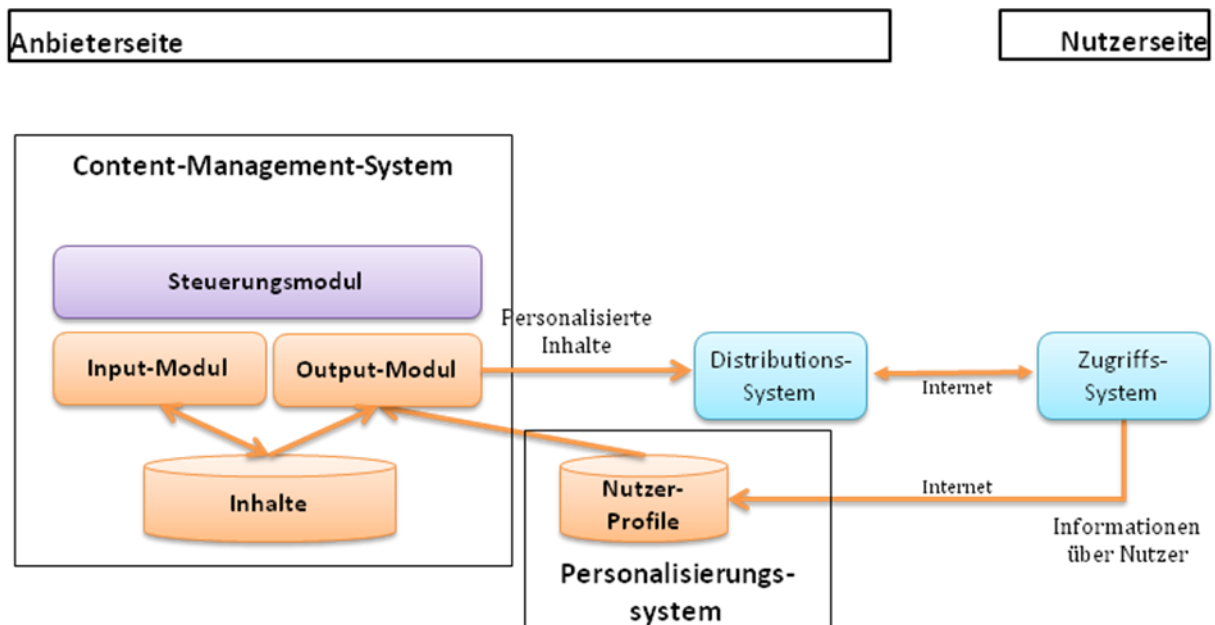 Anbieterseite
Nutzerseite
Content-Management-System
Steuerungsmodul
Input-Modul
Output-Modul
Inhalte
Personalisierte
Inhalte
Distributions-
System
Internet
Zugriffs-
System
Nutzer-
Profile
Internet
Informationen
über Nutzer
Personalisierungs-
system